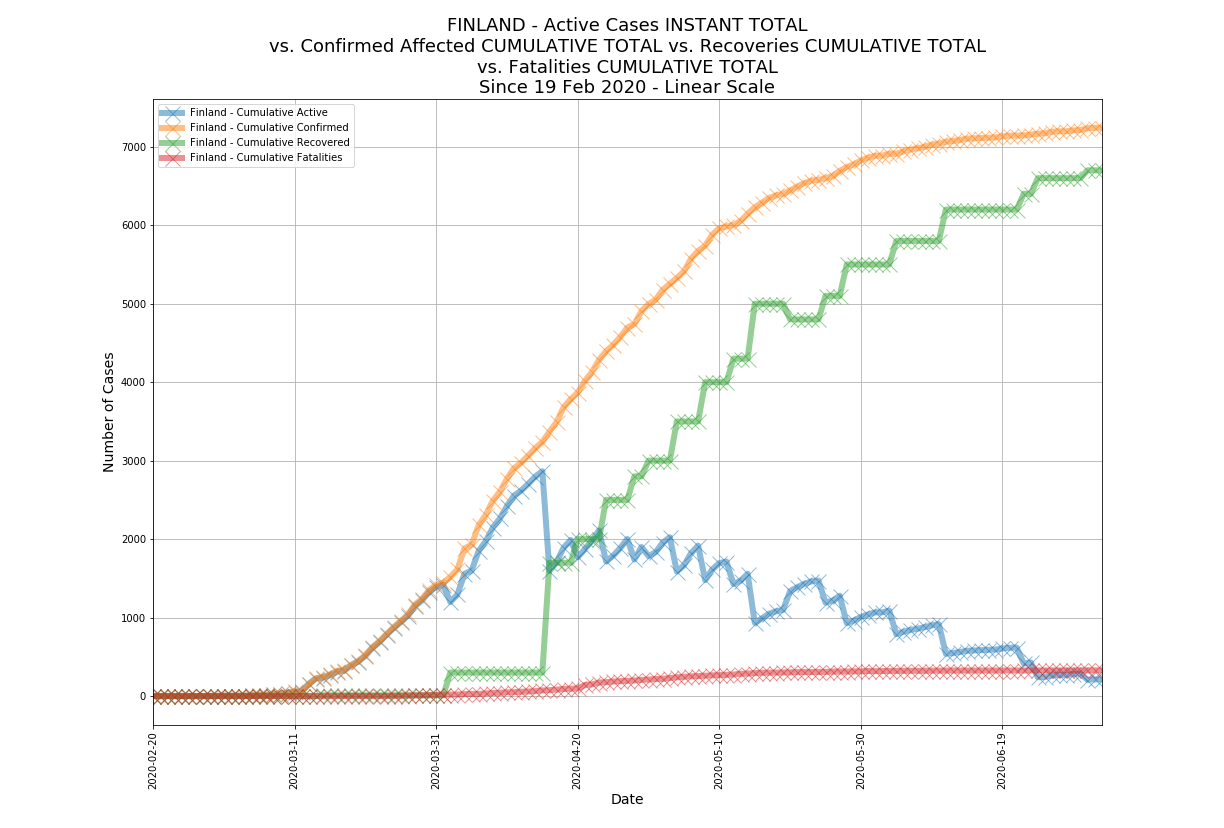 FINLAND - Active Cases INSTANT TOTAL
vs. Confirmed Affected CUMULATIVE TOTAL vs. Recoveries CUMULATIVE TOTAL
vs. Fatalities CUMULATIVE TOTAL
Since 19 Feb 2020 - Linear Scale
Finland - Cumulative Active
Finland - Cumulative Confirmed
Finland - Cumulative Recovered
Finland - Cumulative Fatalities
Number of Cases
7000
6000
5000
4000
3000
2000
1000
0
2020-02-20
2020-03-11
2020-03-31
2020-04-20
2020-05-10
2020-05-30
2020-06-19
Date